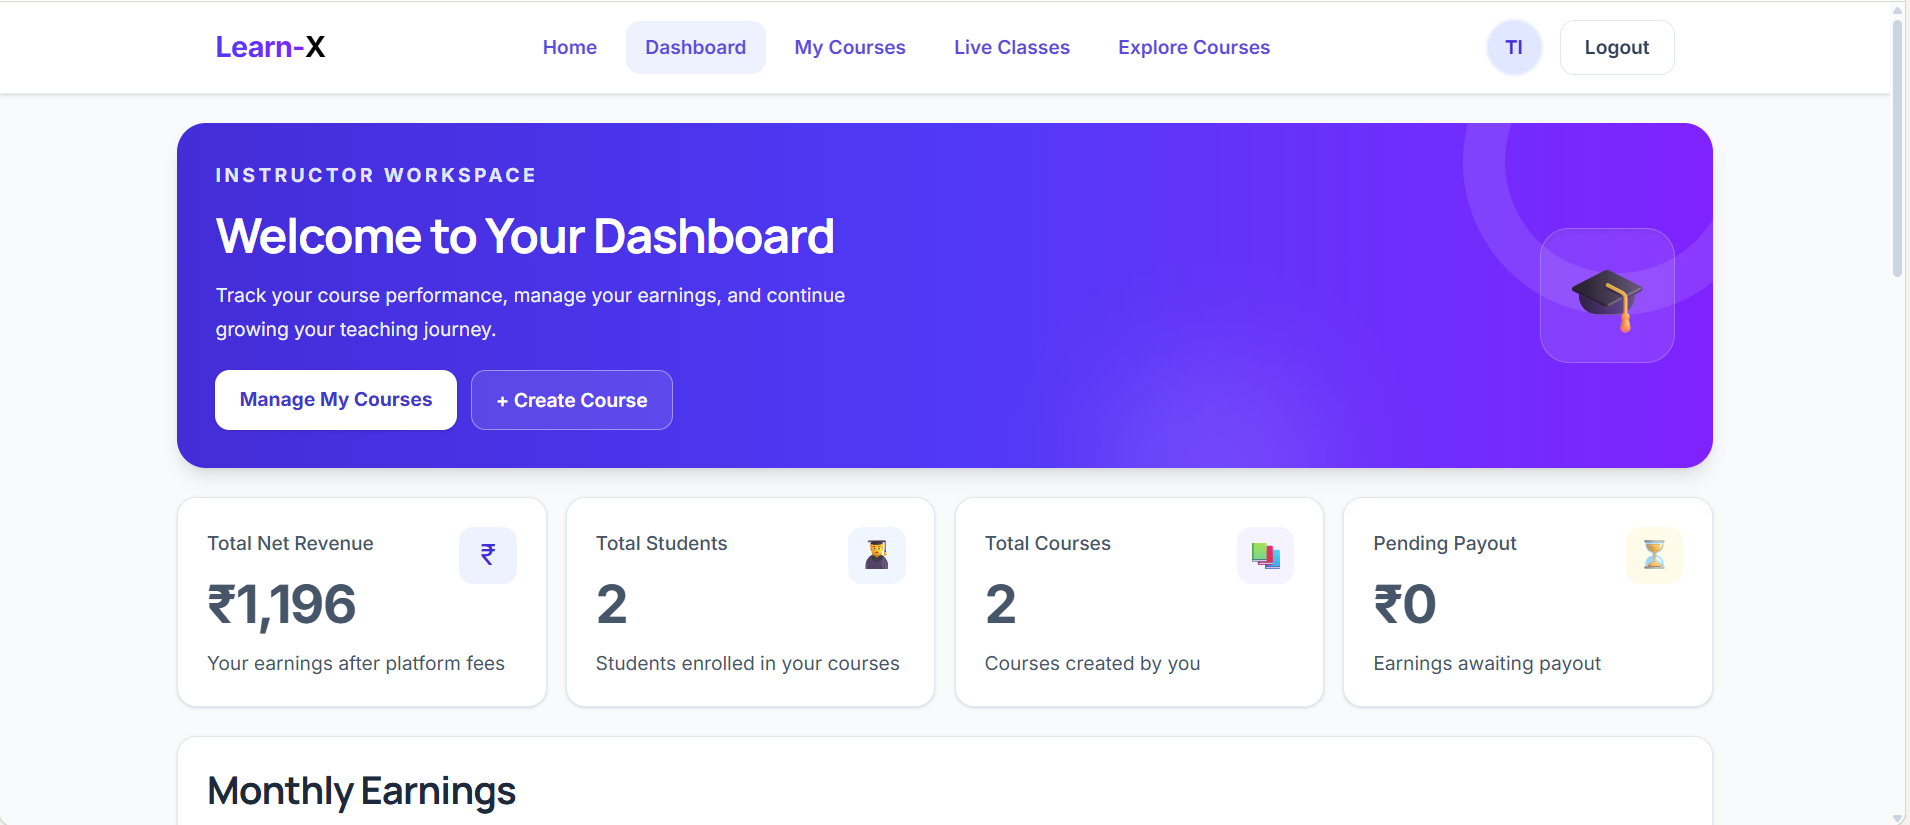 Learn-X
Home
Dashboard
My Courses
Live Classes
Explore Courses
TI
Logout
INSTRUCTOR WORKSPACE
Welcome to Your Dashboard
Track your course performance, manage your earnings, and continue
growing your teaching journey.
Manage My Courses
+ Create Course
Total Net Revenue
₹
₹1,196
Your earnings after platform fees
Total Students
2
Students enrolled in your courses
Total Courses
2
Courses created by you
Pending Payout
₹0
Earnings awaiting payout
Monthly Earnings